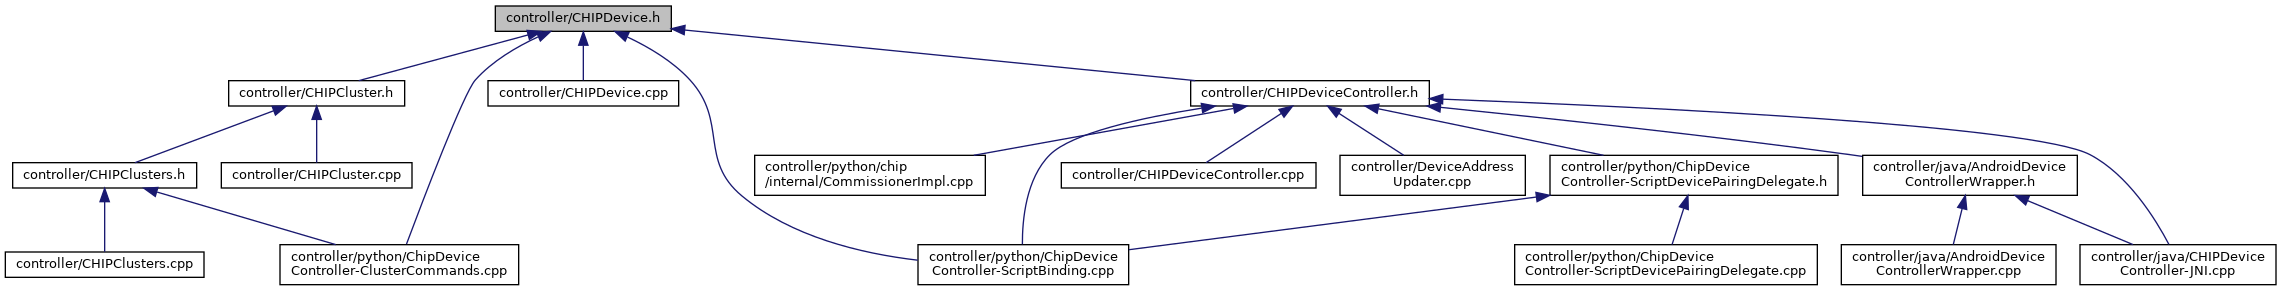 controller/CHIPDevice.h
controller/CHIPCluster.h
controller/CHIPDevice.cpp
controller/CHIPDeviceController.h
controller/CHIPClusters.h
controller/CHIPCluster.cpp
controller/python/chip
/internal/CommissionerImpl.cpp
controller/CHIPDeviceController.cpp
controller/DeviceAddress
Updater.cpp
controller/python/ChipDevice
Controller-ScriptDevicePairingDelegate.h
controller/java/AndroidDevice
ControllerWrapper.h
controller/CHIPClusters.cpp
controller/python/ChipDevice
Controller-ClusterCommands.cpp
controller/python/ChipDevice
Controller-ScriptBinding.cpp
controller/python/ChipDevice
Controller-ScriptDevicePairingDelegate.cpp
controller/java/AndroidDevice
ControllerWrapper.cpp
controller/java/CHIPDevice
Controller-JNI.cpp